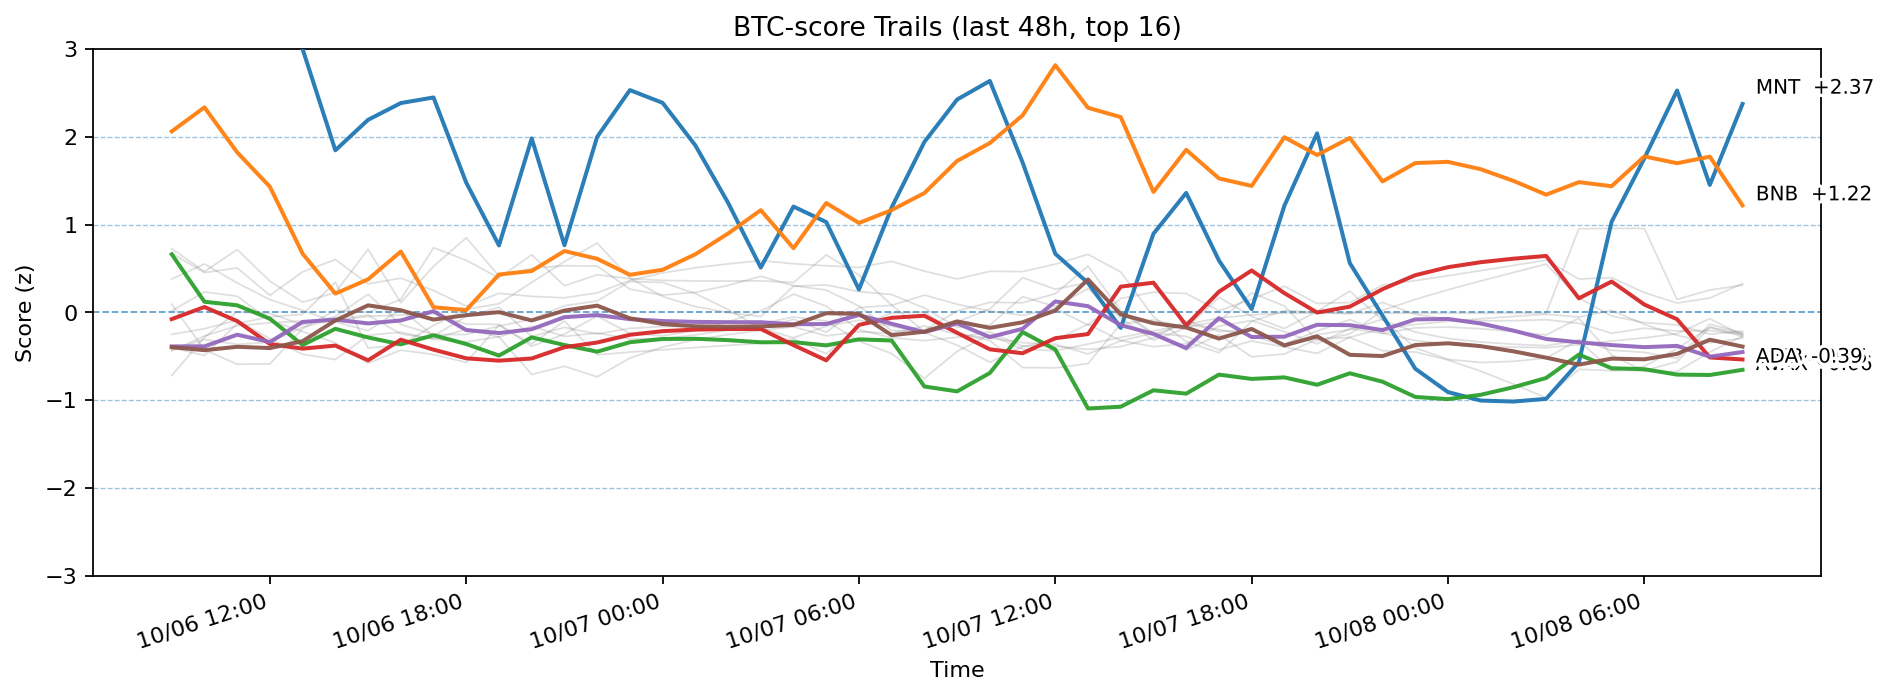 BTC-score Trails (last 48h, top 16)
Score (z)
3
2
1
0
−1
−2
−3
MNT +2.37
BNB +1.22
ADA -0.39
10/06 12:00
10/06 18:00
10/07 00:00
10/07 06:00
10/07 12:00
10/07 18:00
10/08 00:00
10/08 06:00
Time